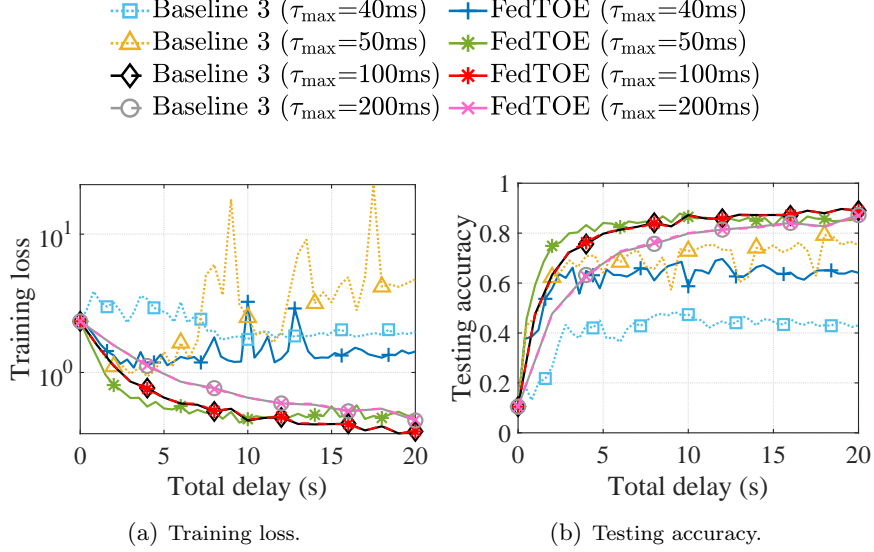 Baseline 3 (τmax=40ms) FedTOE (τmax=40ms)
Baseline 3 (τmax=50ms) FedTOE (τmax=50ms)
Baseline 3 (τmax=100ms) FedTOE (τmax=100ms)
Baseline 3 (τmax=200ms) FedTOE (τmax=200ms)
Training loss
10^1
10^0
0 5 10 15 20
Total delay (s)
(a) Training loss.
Testing accuracy
1
0.8
0.6
0.4
0.2
0
0 5 10 15 20
Total delay (s)
(b) Testing accuracy.